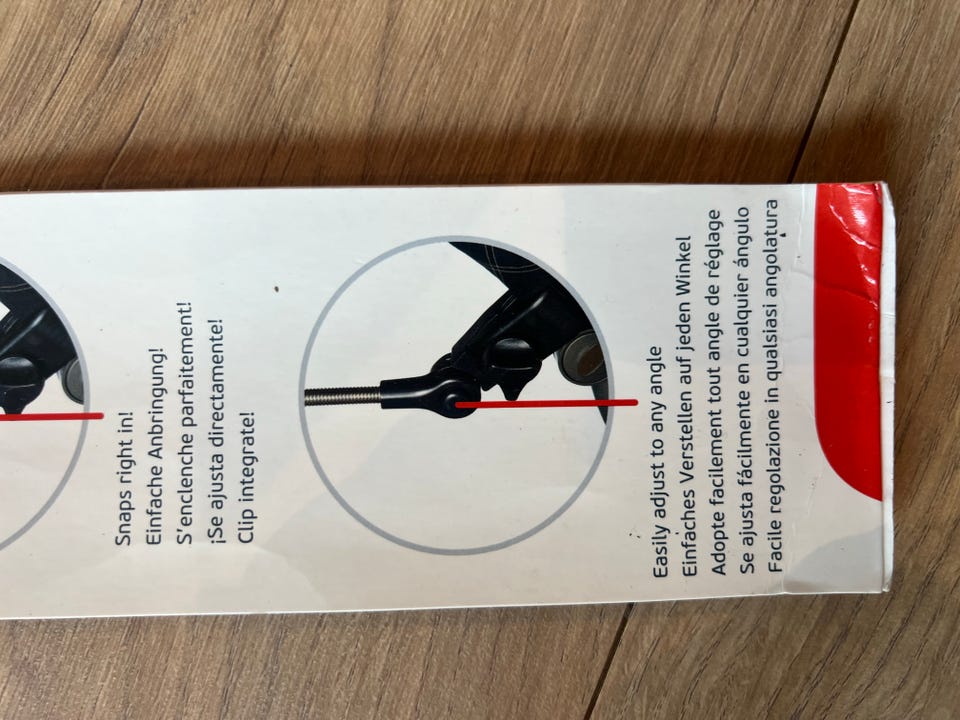 Snaps right in!
Einfache Anbringung!
S'enclenche parfaitement!
¡Se ajusta directamente!
Clip integrate!
Easily adjust to any angle
Einfaches Verstellen auf jeden Winkel
Adopte facilement tout angle de réglage
Se ajusta fácilmente en cualquier ángulo
Facile regolazione in qualsiasi angolatura